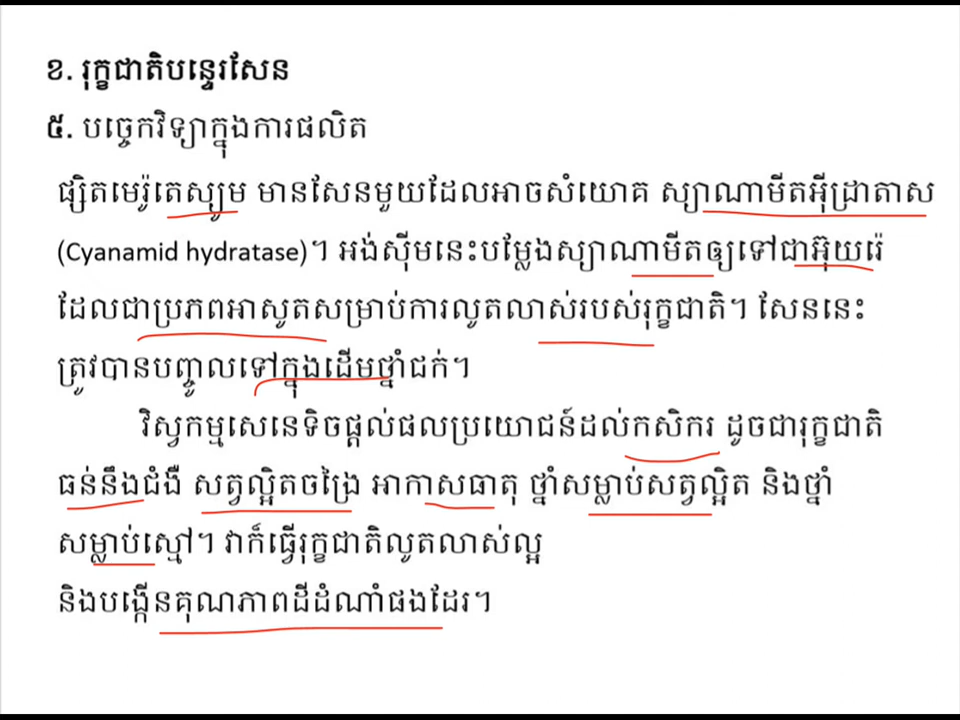 ខ. រុក្ខជាតិបន្ទេរសែន
៥. បច្ចេកវិទ្យាក្នុងការផលិត
ផ្សិតមេរ៉ូតេស្យូម មានសែនមួយដែលអាចសំយោគ ស្យាណាមីតអ៊ីដ្រាតាស
(Cyanamid hydratase)។ អង់ស៊ីមនេះបម្លែងស្យាណាមីតឲ្យទៅជាអ៊ុយរ៉េ
ដែលជាប្រភពអាសូតសម្រាប់ការលូតលាស់របស់រុក្ខជាតិ។ សែននេះ
ត្រូវបានបញ្ចូលទៅក្នុងដើមថ្នាំជក់។
វិស្វកម្មសេនេទិចផ្តល់ផលប្រយោជន៍ដល់កសិករ ដូចជារុក្ខជាតិ
ធន់នឹងជំងឺ សត្វល្អិតចង្រៃ អាកាសធាតុ ថ្នាំសម្លាប់សត្វល្អិត និងថ្នាំ
សម្លាប់ស្មៅ។ វាក៏ធ្វើរុក្ខជាតិលូតលាស់ល្អ
និងបង្កើនគុណភាពដីដំណាំផងដែរ។